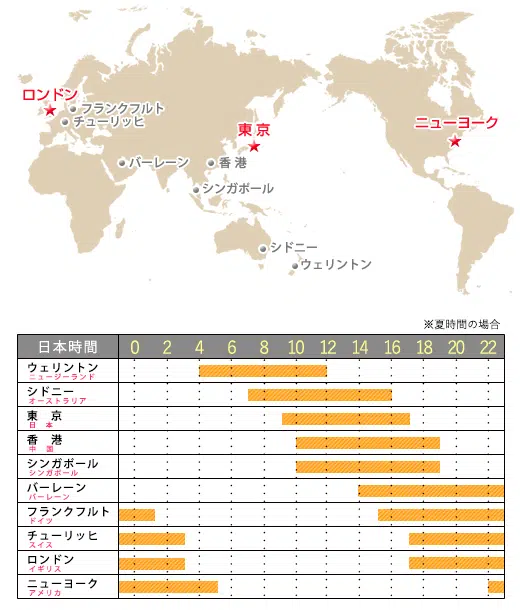 ロンドン
フランクフルト
チューリッヒ
東京
ニューヨーク
バーレーン
香港
シンガポール
シドニー
ウェリントン
※夏時間の場合
日本時間 0 2 4 6 8 10 12 14 16 18 20 22
ウェリントン
ニュージーランド
シドニー
オーストラリア
東 京
日 本
香 港
中 国
シンガポール
シンガポール
バーレーン
バーレーン
フランクフルト
ドイツ
チューリッヒ
スイス
ロンドン
イギリス
ニューヨーク
アメリカ